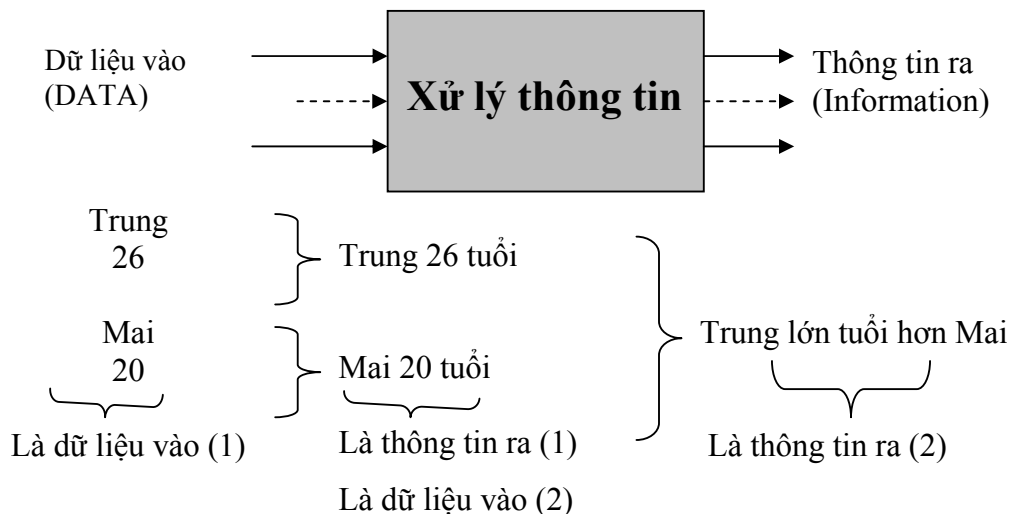 Dữ liệu vào
(DATA)
Xử lý thông tin
Thông tin ra
(Information)
Trung
26
Trung 26 tuổi
Mai
20
Mai 20 tuổi
Trung lớn tuổi hơn Mai
Là dữ liệu vào (1)
Là thông tin ra (1)
Là dữ liệu vào (2)
Là thông tin ra (2)